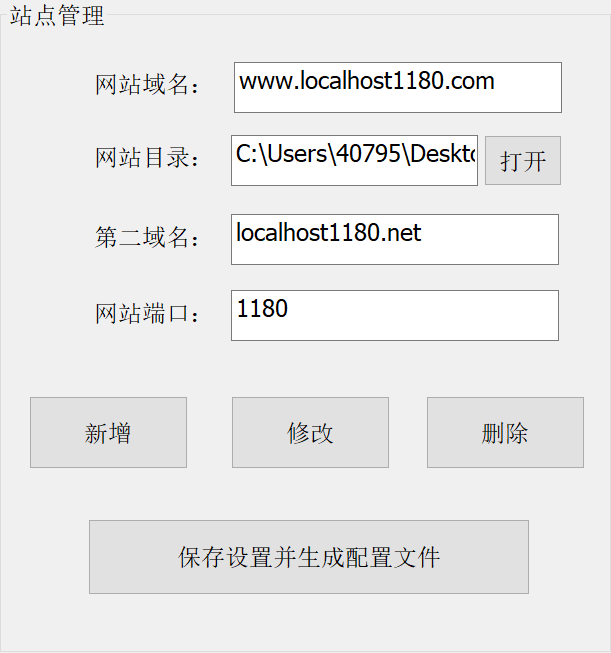 站点管理
网站域名： www.localhost1180.com
网站目录： C:\Users\40795\Deskto 打开
第二域名： localhost1180.net
网站端口： 1180
新增 修改 删除
保存设置并生成配置文件